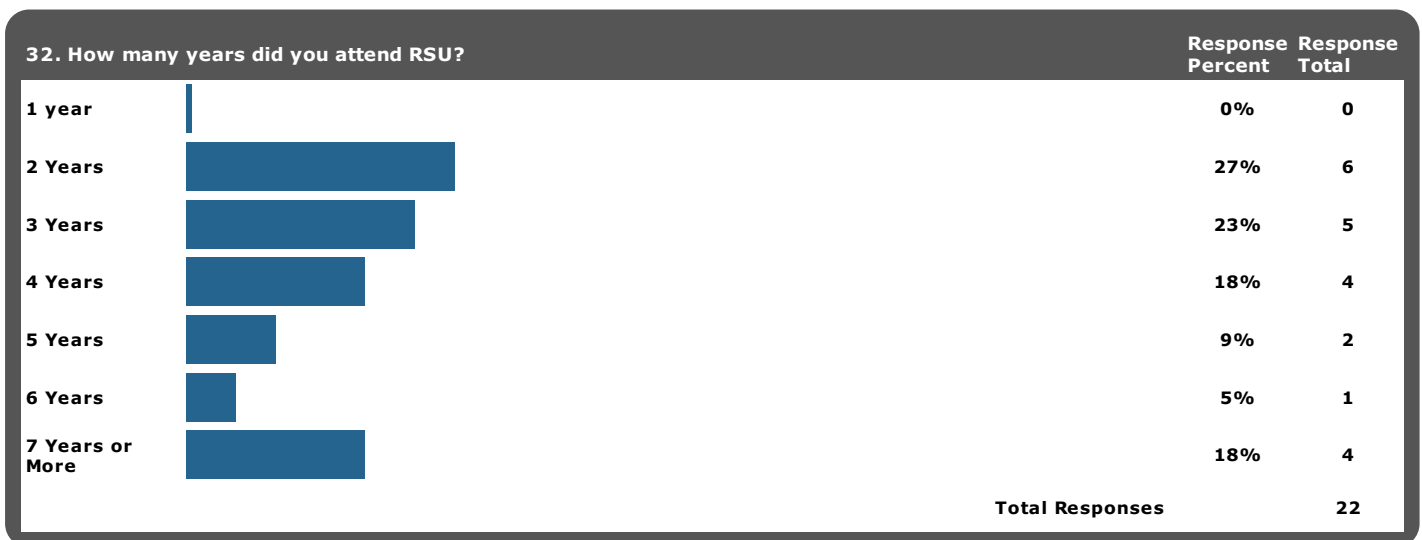 32. How many years did you attend RSU?
Response Response
Percent Total
1 year 0% 0
2 Years 27% 6
3 Years 23% 5
4 Years 18% 4
5 Years 9% 2
6 Years 5% 1
7 Years or
More 18% 4
Total Responses 22